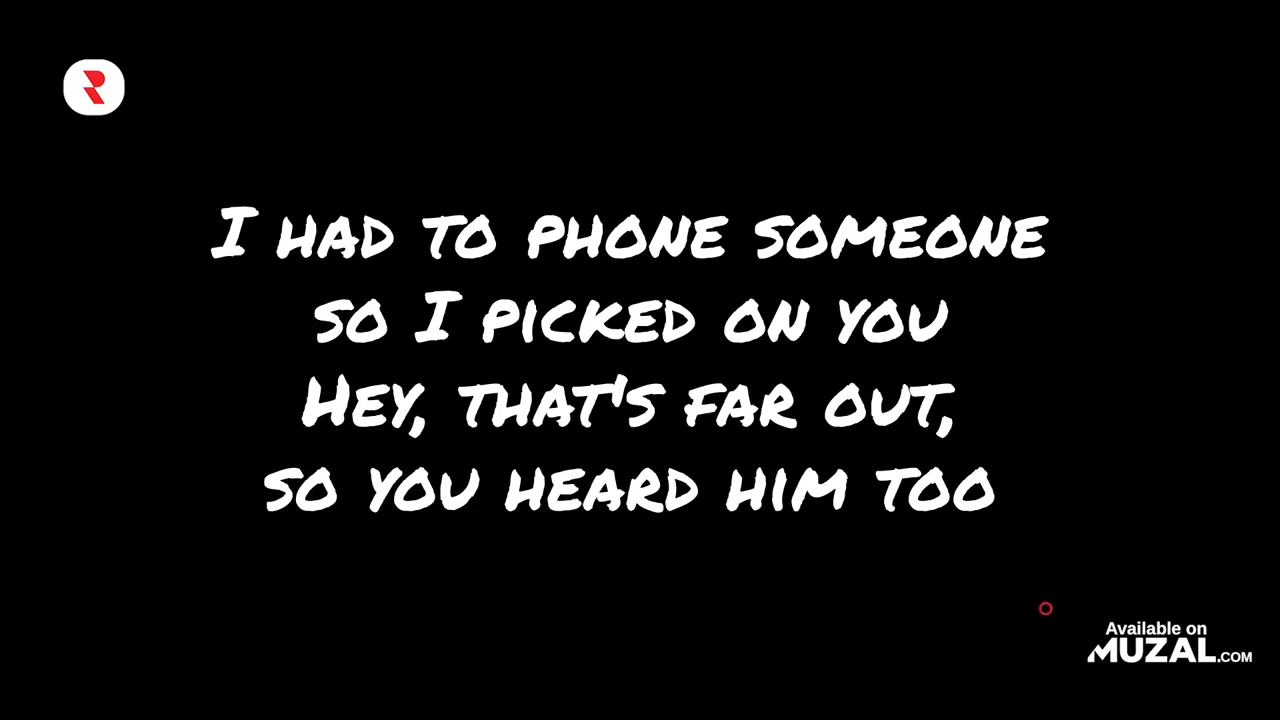 I HAD TO PHONE SOMEONE
SO I PICKED ON YOU
HEY, THAT'S FAR OUT,
SO YOU HEARD HIM TOO
Available on
MUZAL.COM